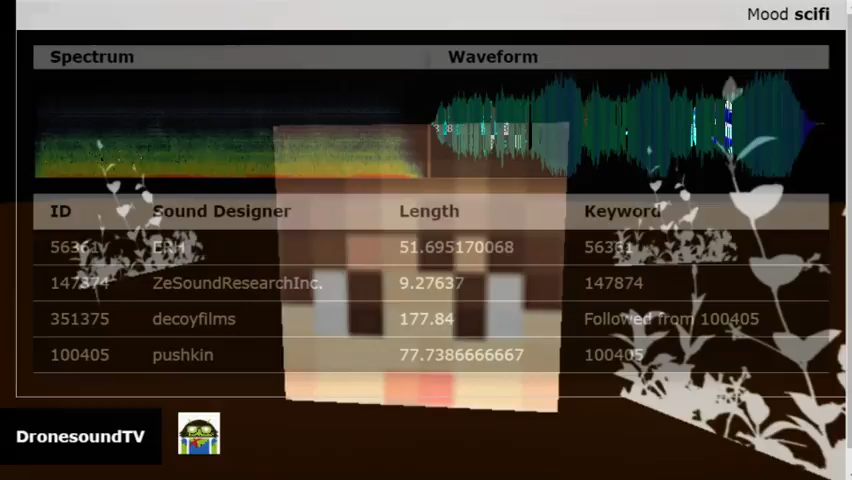 Mood scifi
Spectrum Waveform
ID Sound Designer Length Keyword
56361 ERH 51.695170068 56361
147874 ZeSoundResearchInc. 9.27637 147874
351375 decoyfilms 177.84 Followed from 100405
100405 pushkin 77.7386666667 100405
DronesoundTV